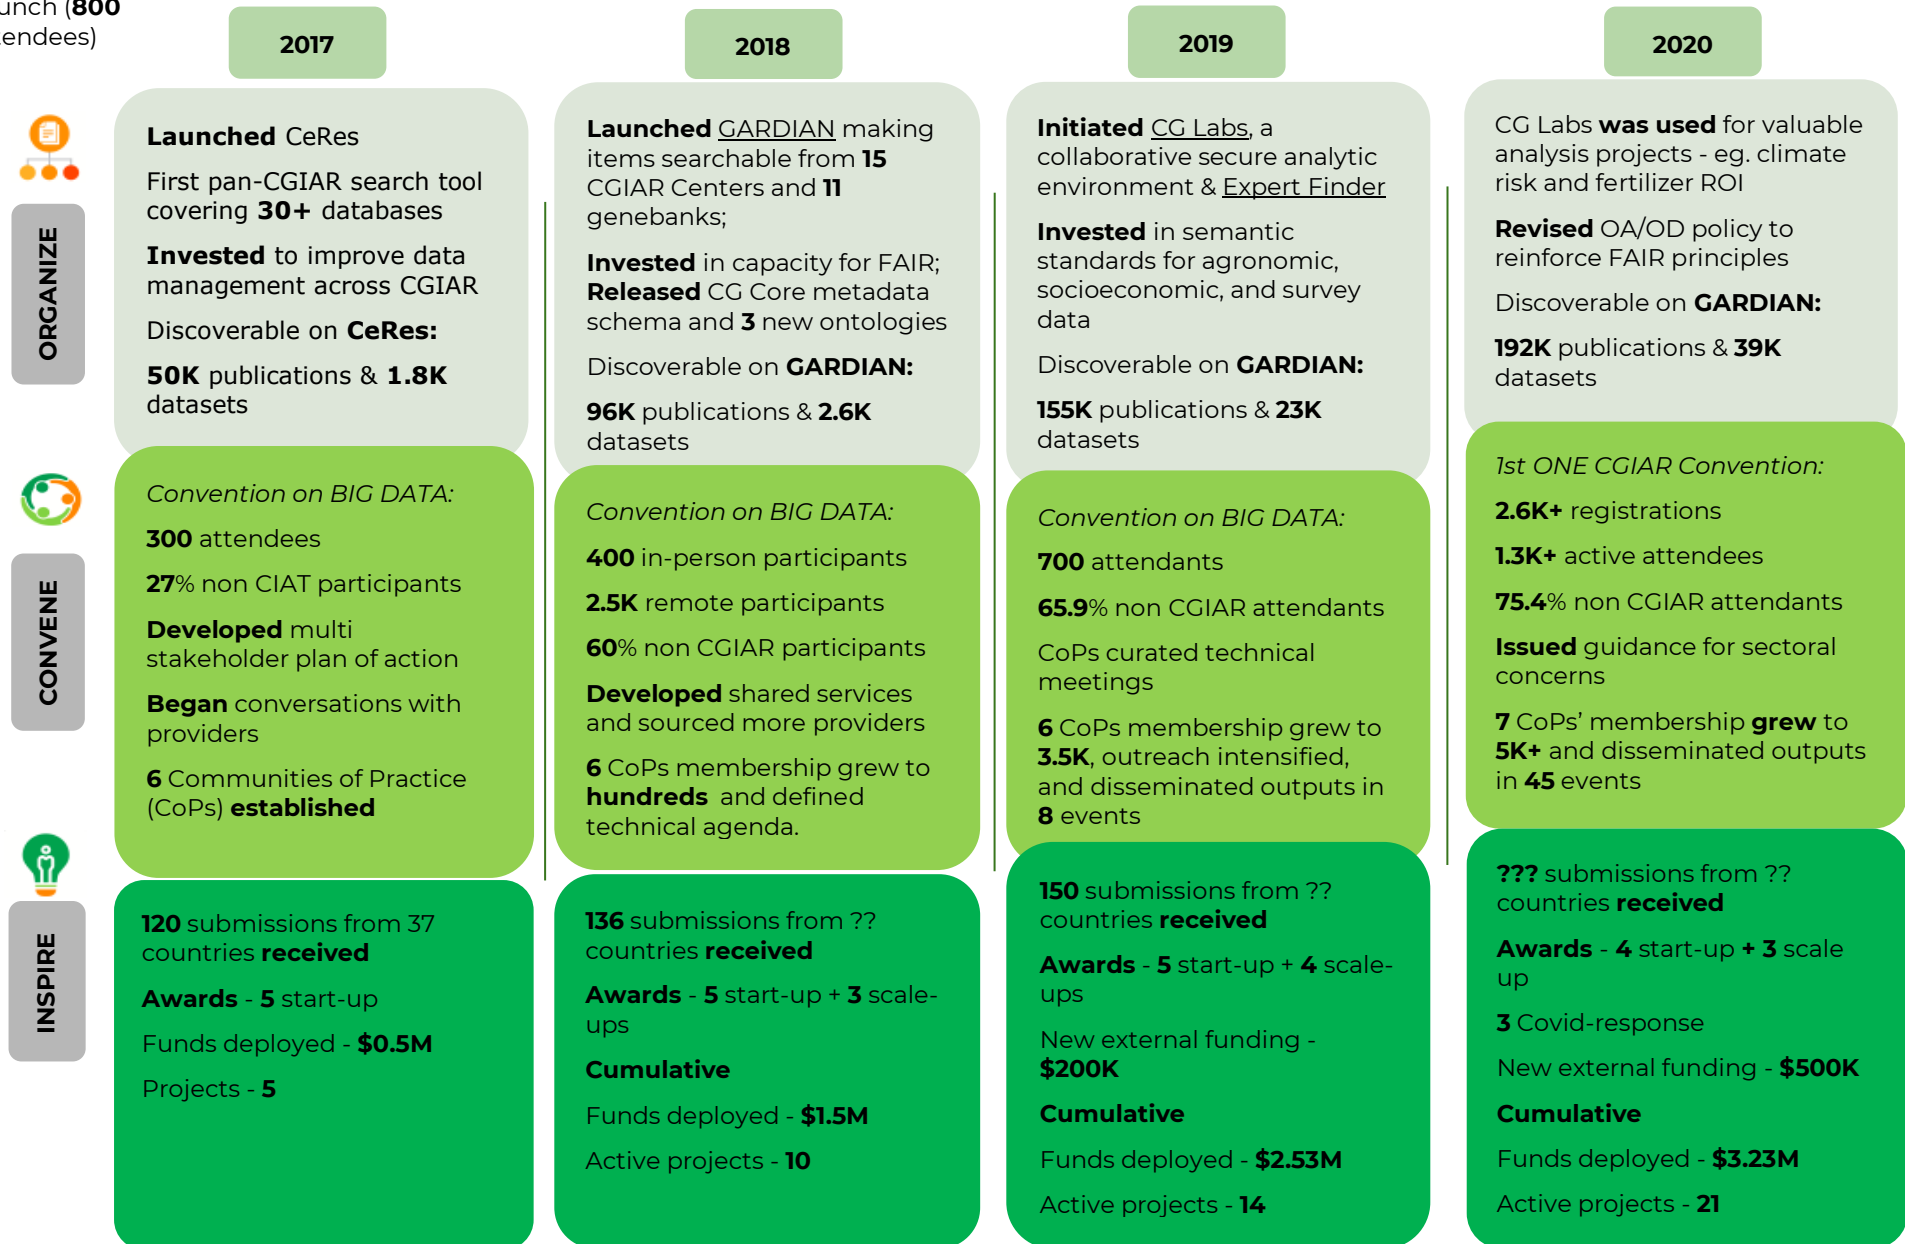 unch (800
endees)
2017
2018
2019
2020
ORGANIZE
Launched CeRes
First pan-CGIAR search tool
covering 30+ databases
Invested to improve data
management across CGIAR
Discoverable on CeRes:
50K publications & 1.8K
datasets
Launched GARDIAN making
items searchable from 15
CGIAR Centers and 11
genebanks;
Invested in capacity for FAIR;
Released CG Core metadata
schema and 3 new ontologies
Discoverable on GARDIAN:
96K publications & 2.6K
datasets
Initiated CG Labs, a
collaborative secure analytic
environment & Expert Finder
Invested in semantic
standards for agronomic,
socioeconomic, and survey
data
Discoverable on GARDIAN:
155K publications & 23K
datasets
CG Labs was used for valuable
analysis projects - eg. climate
risk and fertilizer ROI
Revised OA/OD policy to
reinforce FAIR principles
Discoverable on GARDIAN:
192K publications & 39K
datasets
CONVENE
Convention on BIG DATA:
300 attendees
27% non CIAT participants
Developed multi
stakeholder plan of action
Began conversations with
providers
6 Communities of Practice
(CoPs) established
Convention on BIG DATA:
400 in-person participants
2.5K remote participants
60% non CGIAR participants
Developed shared services
and sourced more providers
6 CoPs membership grew to
hundreds and defined
technical agenda.
Convention on BIG DATA:
700 attendants
65.9% non CGIAR attendants
CoPs curated technical
meetings
6 CoPs membership grew to
3.5K, outreach intensified,
and disseminated outputs in
8 events
1st ONE CGIAR Convention:
2.6K+ registrations
1.3K+ active attendees
75.4% non CGIAR attendants
Issued guidance for sectoral
concerns
7 CoPs' membership grew to
5K+ and disseminated outputs
in 45 events
INSPIRE
120 submissions from 37
countries received
Awards - 5 start-up
Funds deployed - $0.5M
Projects - 5
136 submissions from ??
countries received
Awards - 5 start-up + 3 scale-
ups
Cumulative
Funds deployed - $1.5M
Active projects - 10
150 submissions from ??
countries received
Awards - 5 start-up + 4 scale-
ups
New external funding -
$200K
Cumulative
Funds deployed - $2.53M
Active projects - 14
??? submissions from ??
countries received
Awards - 4 start-up + 3 scale
up
3 Covid-response
New external funding - $500K
Cumulative
Funds deployed - $3.23M
Active projects - 21